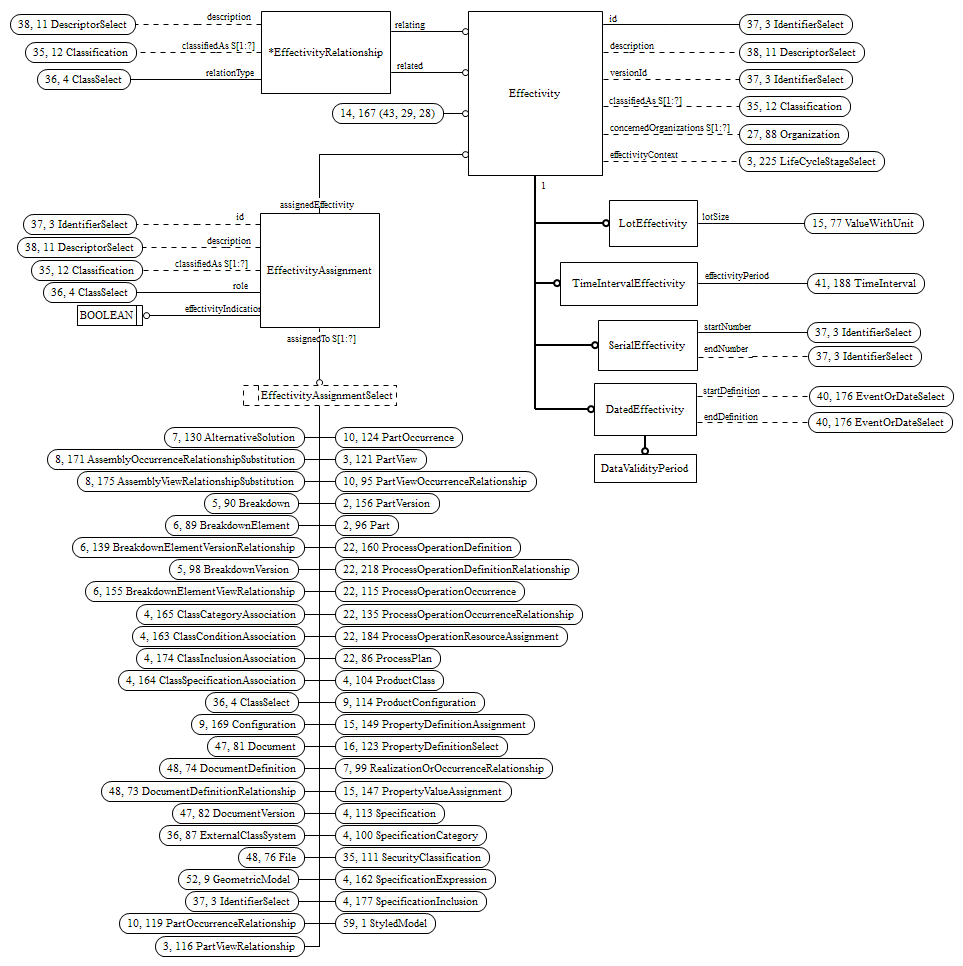 description
38, 11 DescriptorSelect
classifiedAs S[1:?]
35, 12 Classification
relationType
36, 4 ClassSelect
*EffectivityRelationship
relating
related
14, 167 (43, 29, 28)
Effectivity
id
37, 3 IdentifierSelect
description
38, 11 DescriptorSelect
versionId
37, 3 IdentifierSelect
classifiedAs S[1:?]
35, 12 Classification
concernedOrganizations S[1:?]
27, 88 Organization
effectivityContext
3, 225 LifeCycleStageSelect
1
assignedEffectivity
id
37, 3 IdentifierSelect
description
38, 11 DescriptorSelect
classifiedAs S[1:?]
35, 12 Classification
role
36, 4 ClassSelect
effectivityIndication
BOOLEAN
EffectivityAssignment
assignedTo S[1:?]
EffectivityAssignmentSelect
LotEffectivity
lotSize
15, 77 ValueWithUnit
TimeIntervalEffectivity
effectivityPeriod
41, 188 TimeInterval
SerialEffectivity
startNumber
37, 3 IdentifierSelect
endNumber
37, 3 IdentifierSelect
DatedEffectivity
startDefinition
40, 176 EventOrDateSelect
endDefinition
40, 176 EventOrDateSelect
DataValidityPeriod
7, 130 AlternativeSolution
10, 124 PartOccurrence
8, 171 AssemblyOccurrenceRelationshipSubstitution
3, 121 PartView
8, 175 AssemblyViewRelationshipSubstitution
10, 95 PartViewOccurrenceRelationship
5, 90 Breakdown
2, 156 PartVersion
6, 89 BreakdownElement
2, 96 Part
6, 139 BreakdownElementVersionRelationship
22, 160 ProcessOperationDefinition
5, 98 BreakdownVersion
22, 218 ProcessOperationDefinitionRelationship
6, 155 BreakdownElementViewRelationship
22, 115 ProcessOperationOccurrence
4, 165 ClassCategoryAssociation
22, 135 ProcessOperationOccurrenceRelationship
4, 163 ClassConditionAssociation
22, 184 ProcessOperationResourceAssignment
4, 174 ClassInclusionAssociation
22, 86 ProcessPlan
4, 164 ClassSpecificationAssociation
4, 104 ProductClass
36, 4 ClassSelect
9, 114 ProductConfiguration
9, 169 Configuration
15, 149 PropertyDefinitionAssignment
47, 81 Document
16, 123 PropertyDefinitionSelect
48, 74 DocumentDefinition
7, 99 RealizationOrOccurrenceRelationship
48, 73 DocumentDefinitionRelationship
15, 147 PropertyValueAssignment
47, 82 DocumentVersion
4, 113 Specification
36, 87 ExternalClassSystem
4, 100 SpecificationCategory
48, 76 File
35, 111 SecurityClassification
52, 9 GeometricModel
4, 162 SpecificationExpression
37, 3 IdentifierSelect
4, 177 SpecificationInclusion
10, 119 PartOccurrenceRelationship
59, 1 StyledModel
3, 116 PartViewRelationship